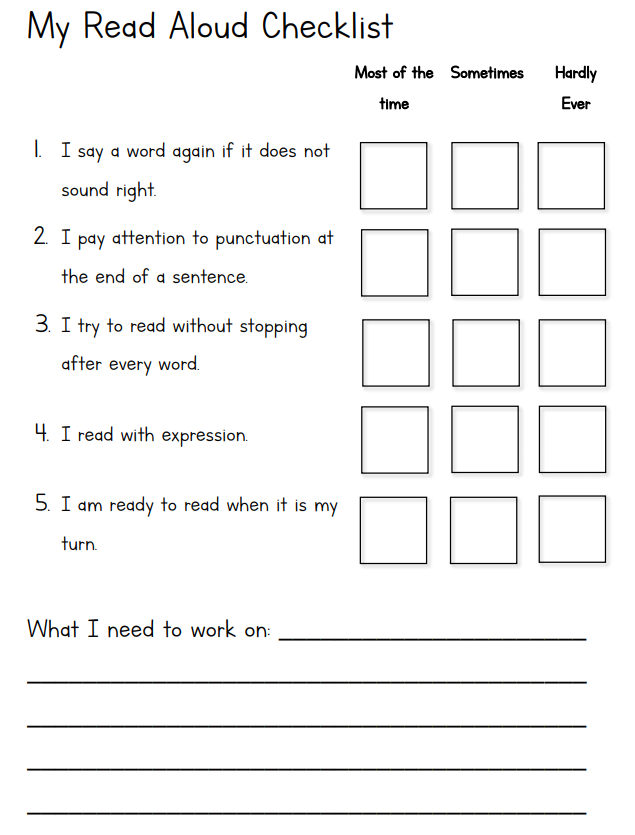 My Read Aloud Checklist
Most of the Sometimes Hardly
time Ever
1. I say a word again if it does not
sound right.
2. I pay attention to punctuation at
the end of a sentence.
3. I try to read without stopping
after every word.
4. I read with expression.
5. I am ready to read when it is my
turn.
What I need to work on: